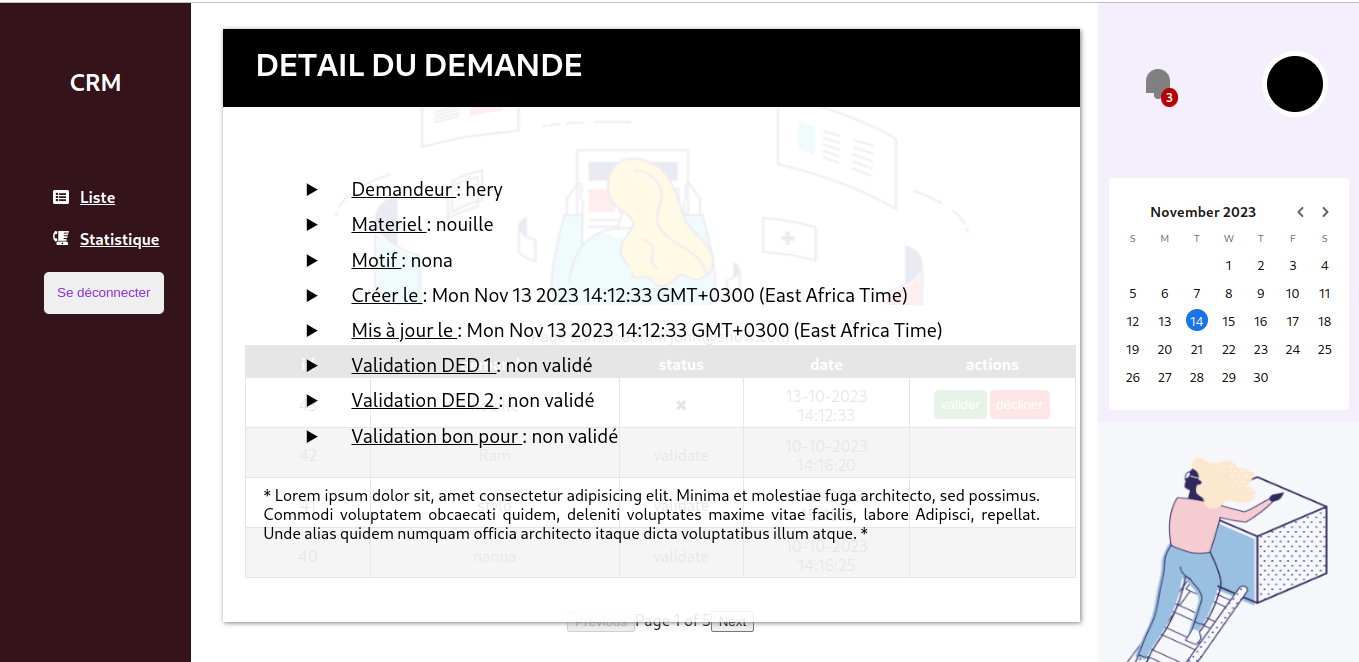 CRM
Liste
Statistique
Se déconnecter
DETAIL DU DEMANDE
Demandeur : hery
Materiel : nouille
Motif : nona
Créer le : Mon Nov 13 2023 14:12:33 GMT+0300 (East Africa Time)
Mis à jour le : Mon Nov 13 2023 14:12:33 GMT+0300 (East Africa Time)
Validation DED 1 : non validé
Validation DED 2 : non validé
Validation bon pour : non validé
status date actions
✖ 13-10-2023
14:12:33
valider décliner
42 Ram validate 10-10-2023
14:16:20
* Lorem ipsum dolor sit, amet consectetur adipisicing elit. Minima et molestiae fuga architecto, sed possimus.
Commodi voluptatem obcaecati quidem, deleniti voluptates maxime vitae facilis, labore Adipisci, repellat.
Unde alias quidem numquam officia architecto itaque dicta voluptatibus illum atque. *
40 nanna validate 10-10-2023
14:16:25
Previous Page 1 of 5 Next
3
November 2023
S M T W T F S
1 2 3 4
5 6 7 8 9 10 11
12 13 14 15 16 17 18
19 20 21 22 23 24 25
26 27 28 29 30